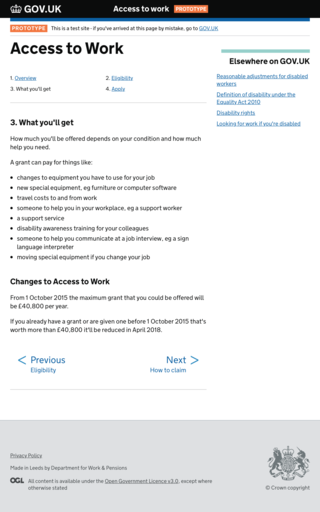 GOV.UK
Access to work PROTOTYPE
PROTOTYPE This is a test site - if you've arrived at this page by mistake, go to GOV.UK
Access to Work
1. Overview
2. Eligibility
3. What you'll get
4. Apply
Elsewhere on GOV.UK
Reasonable adjustments for disabled
workers
Definition of disability under the
Equality Act 2010
Disability rights
Looking for work if you're disabled
3. What you'll get
How much you'll be offered depends on your condition and how much
help you need.
A grant can pay for things like:
changes to equipment you have to use for your job
new special equipment, eg furniture or computer software
travel costs to and from work
someone to help you in your workplace, eg a support worker
a support service
disability awareness training for your colleagues
someone to help you communicate at a job interview, eg a sign
language interpreter
moving special equipment if you change your job
Changes to Access to Work
From 1 October 2015 the maximum grant that you could be offered will
be £40,800 per year.
If you already have a grant or are given one before 1 October 2015 that's
worth more than £40,800 it'll be reduced in April 2018.
Previous
Eligibility
Next
How to claim
Privacy Policy
Made in Leeds by Department for Work & Pensions
OGL All content is available under the Open Government Licence v3.0, except where
otherwise stated
© Crown copyright